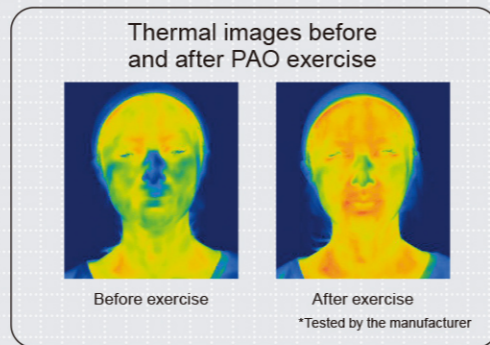 Thermal images before
and after PAO exercise
Before exercise
After exercise
*Tested by the manufacturer